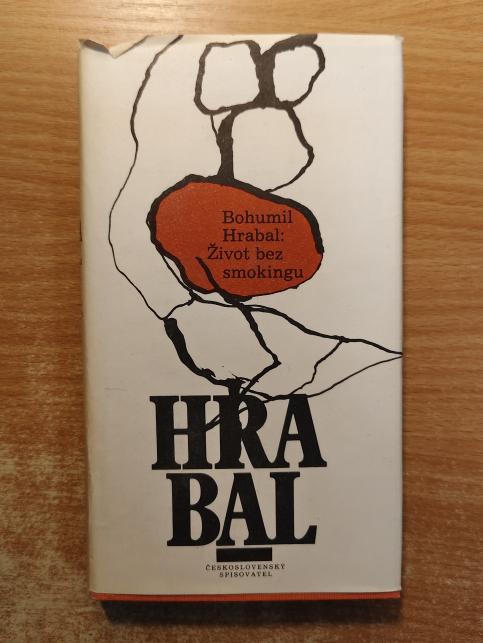 Bohumil
Hrabal:
Život bez
smokingu
HRA
BAL
ČESKOSLOVENSKÝ
SPISOVATEL